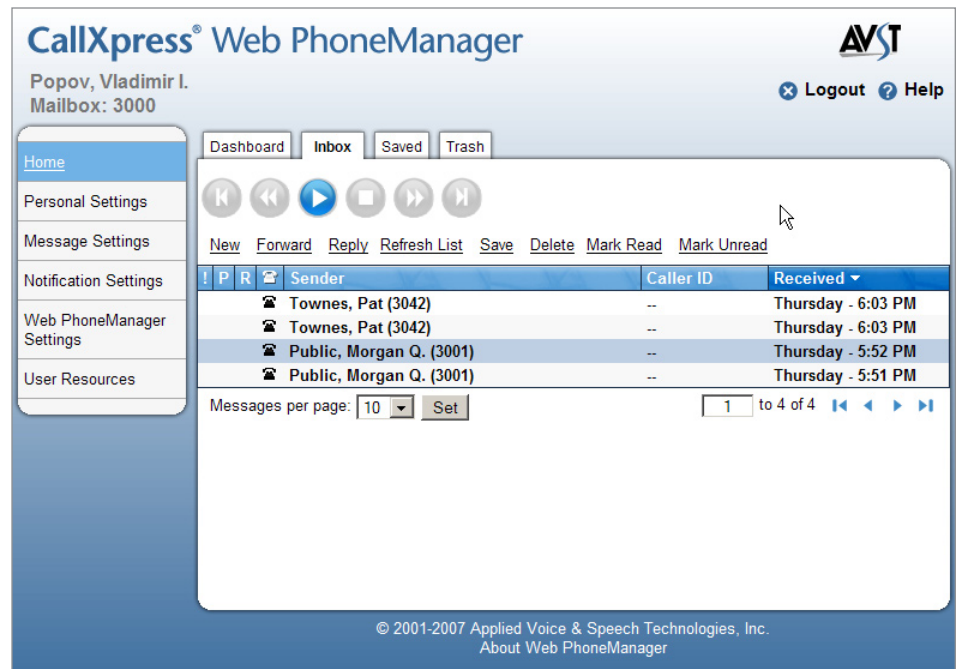 CallXpress® Web PhoneManager
AVST
Popov, Vladimir I.
Mailbox: 3000
Logout ? Help
Home
Personal Settings
Message Settings
Notification Settings
Web PhoneManager
Settings
User Resources
Dashboard Inbox Saved Trash
New Forward Reply Refresh List Save Delete Mark Read Mark Unread
! P R Sender Caller ID Received
Townes, Pat (3042) -- Thursday - 6:03 PM
Townes, Pat (3042) -- Thursday - 6:03 PM
Public, Morgan Q. (3001) -- Thursday - 5:52 PM
Public, Morgan Q. (3001) -- Thursday - 5:51 PM
Messages per page: 10 Set 1 to 4 of 4
© 2001-2007 Applied Voice & Speech Technologies, Inc.
About Web PhoneManager